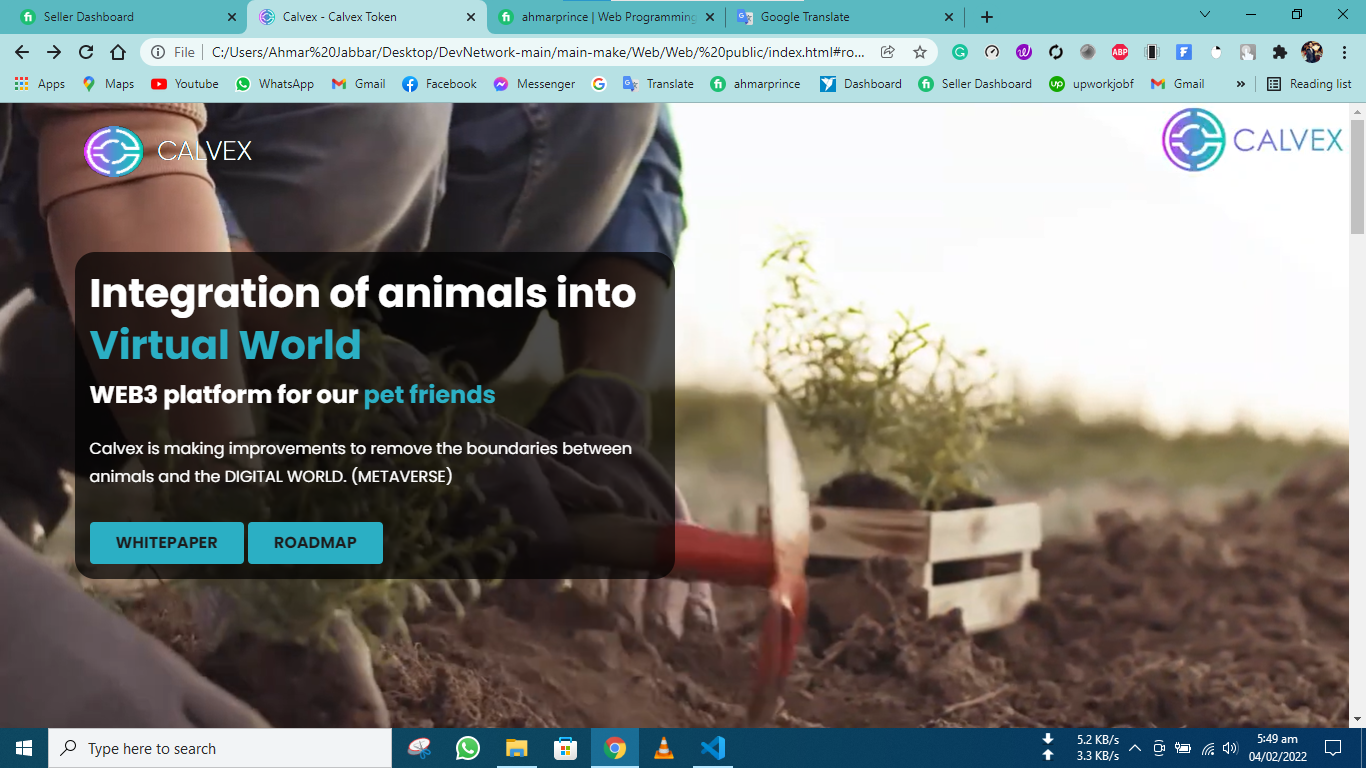 Seller Dashboard
Calvex - Calvex Token
ahmarprince | Web Programming
Google Translate
File
C:/Users/Ahmar%20Jabbar/Desktop/DevNetwork-main/main-make/Web/Web/%20public/index.html#ro...
ABP
Apps
Maps
Youtube
WhatsApp
Gmail
Facebook
Messenger
Translate
fi ahmarprince
Dashboard
fi Seller Dashboard
up upworkjobf
Gmail
»
Reading list
CALVEX
CALVEX
Integration of animals into
Virtual World
WEB3 platform for our pet friends
Calvex is making improvements to remove the boundaries between
animals and the DIGITAL WORLD. (METAVERSE)
WHITEPAPER
ROADMAP
Type here to search
5.2 KB/s
3.3 KB/s
5:49 am
04/02/2022